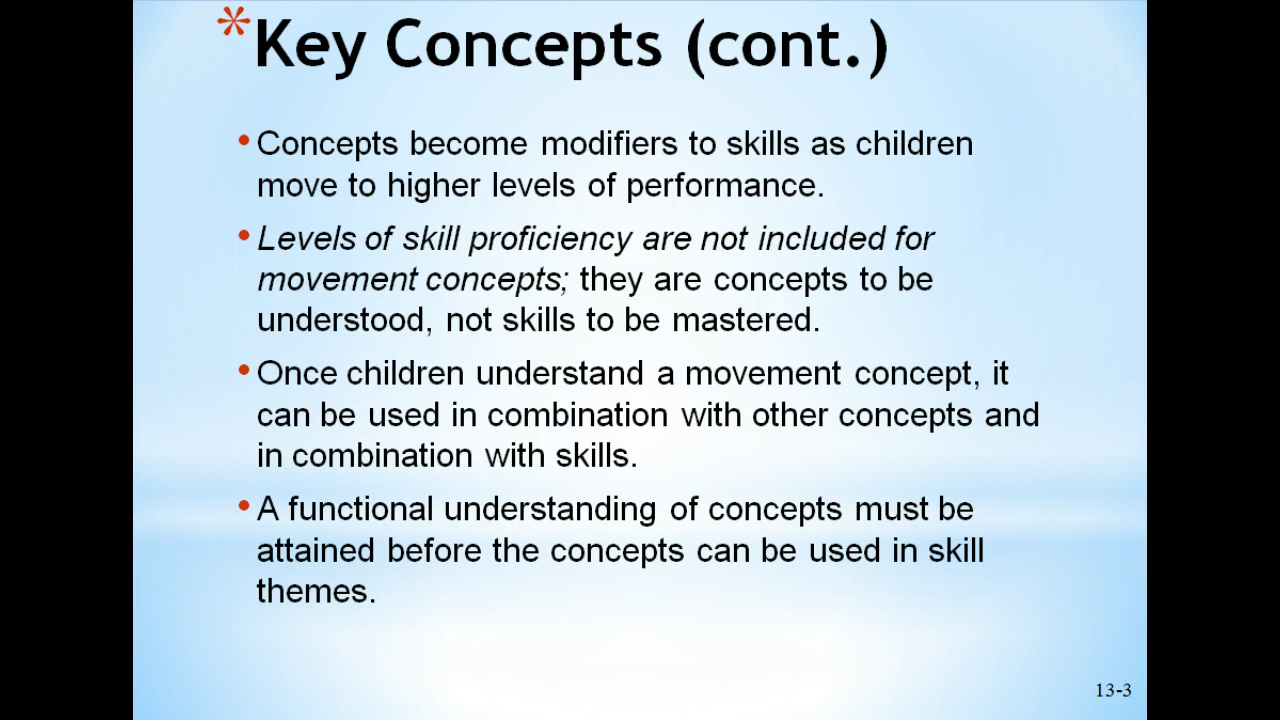 *Key Concepts (cont.)
• Concepts become modifiers to skills as children
move to higher levels of performance.
• Levels of skill proficiency are not included for
movement concepts; they are concepts to be
understood, not skills to be mastered.
• Once children understand a movement concept, it
can be used in combination with other concepts and
in combination with skills.
• A functional understanding of concepts must be
attained before the concepts can be used in skill
themes.
13-3